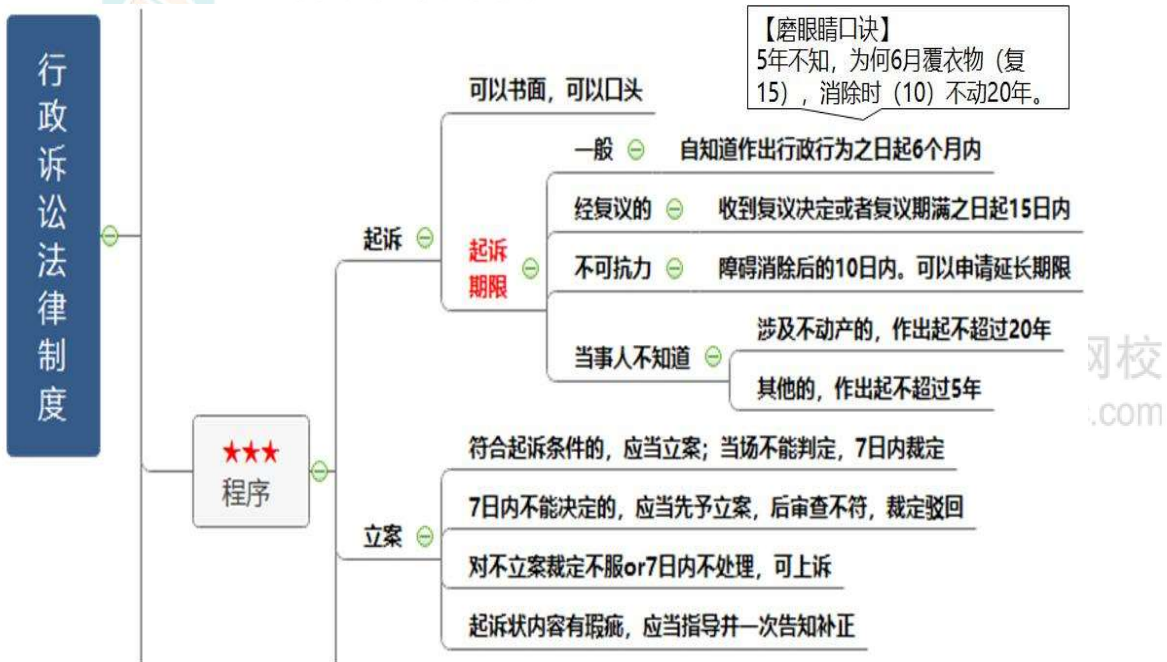 行政诉讼法律制度
【磨眼睛口诀】
5年不知，为何6月覆衣物（复
15），消除时（10）不动20年。
可以书面，可以口头
一般
自知道作出行政行为之日起6个月内
经复议的
收到复议决定或者复议期满之日起15日内
起诉
起诉
期限
不可抗力
障碍消除后的10日内。可以申请延长期限
当事人不知道
涉及不动产的，作出起不超过20年
其他的，作出起不超过5年
★★★
程序
立案
符合起诉条件的，应当立案；当场不能判定，7日内裁定
7日内不能决定的，应当先予立案，后审查不符，裁定驳回
对不立案裁定不服or7日内不处理，可上诉
起诉状内容有瑕疵，应当指导并一次告知补正
网校
.com